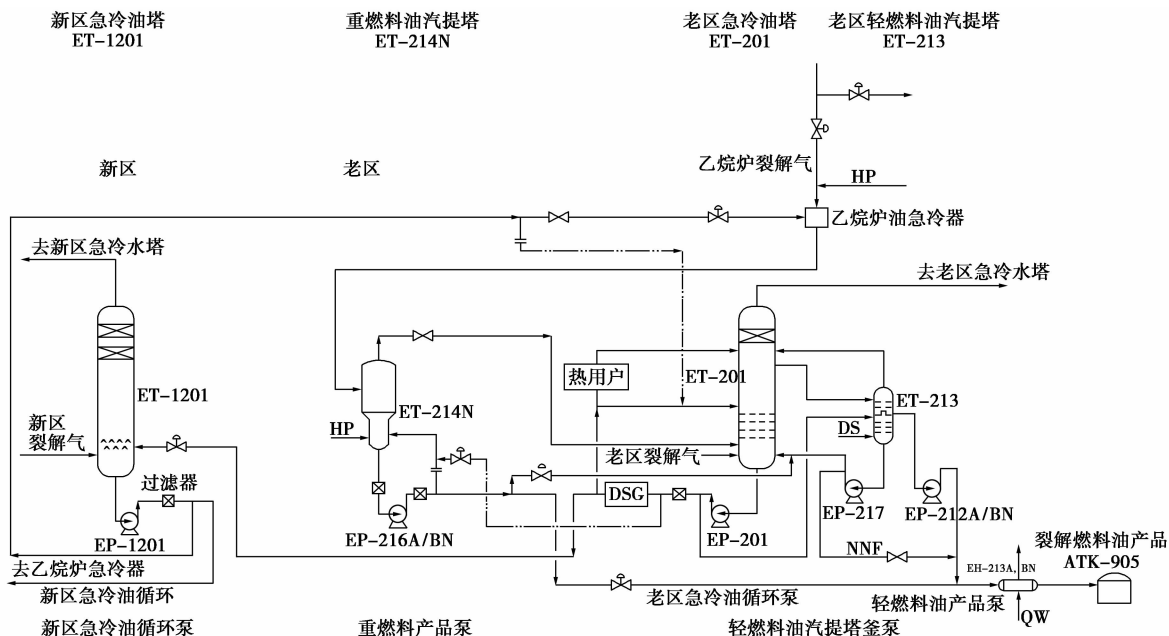 新区急冷油塔
ET-1201
重燃料油汽提塔
ET-214N
老区急冷油塔
ET-201
老区轻燃料油汽提塔
ET-213
新区
老区
乙烷炉裂解气
HP
乙烷炉油急冷器
去新区急冷水塔
去老区急冷水塔
热用户
ET-201
ET-1201
ET-214N
ET-213
新区
裂解气
HP
DS
老区裂解气
过滤器
DSG
EP-1201
EP-216A/BN
EP-201
EP-217
EP-212A/BN
NNF
裂解燃料油产品
ATK-905
EH-213A, BN
去乙烷炉急冷器
新区急冷油循环
老区急冷油循环泵
轻燃料油产品泵
QW
新区急冷油循环泵
重燃料产品泵
轻燃料油汽提塔釜泵